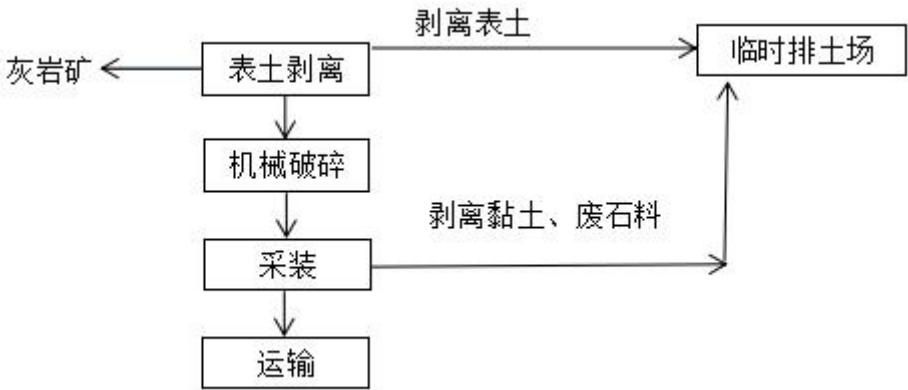 剥离表土
灰岩矿
表土剥离
临时排土场
机械破碎
剥离黏土、废石料
采装
运输